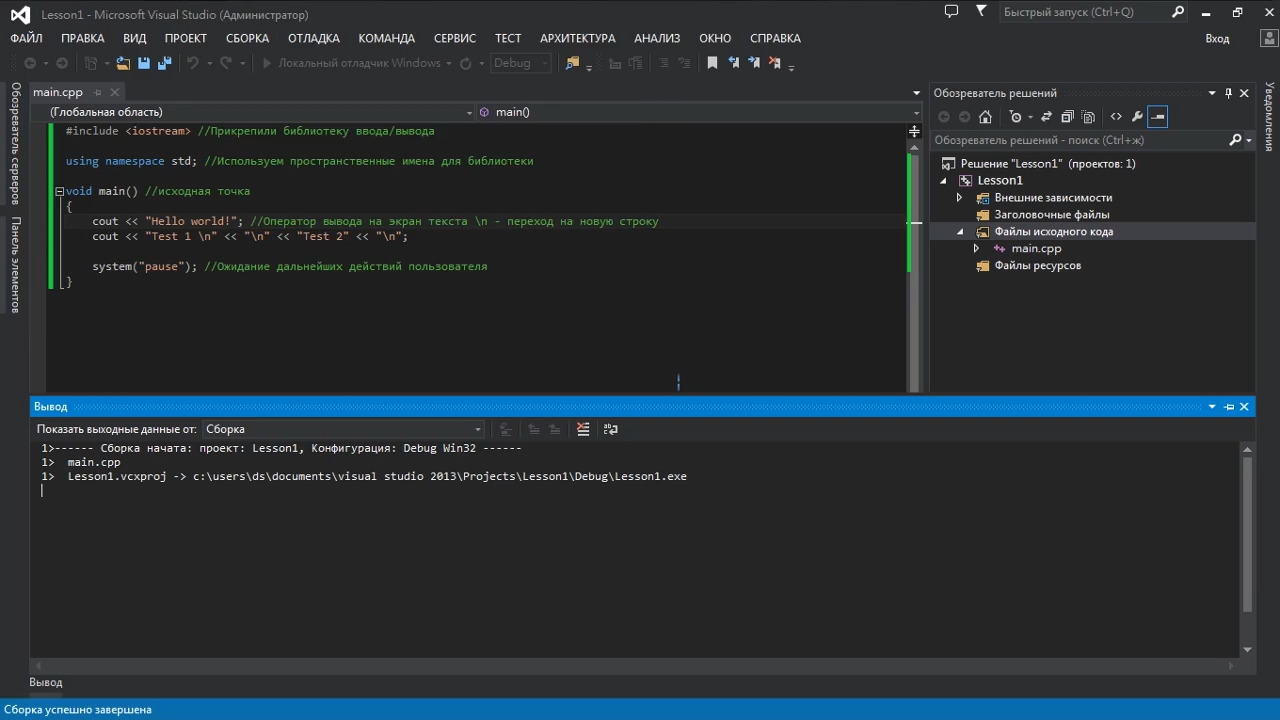 Lesson1 - Microsoft Visual Studio (Администратор)
Быстрый запуск (Ctrl+Q)
ФАЙЛ ПРАВКА ВИД ПРОЕКТ СБОРКА ОТЛАДКА КОМАНДА СЕРВИС ТЕСТ АРХИТЕКТУРА АНАЛИЗ ОКНО СПРАВКА Вход
Локальный отладчик Windows Debug
Обозреватель серверов
Панель элементов
main.cpp
(Глобальная область) main()
#include <iostream> //Прикрепили библиотеку ввода/вывода
using namespace std; //Используем пространственные имена для библиотеки
void main() //исходная точка
{
cout << "Hello world!"; //Оператор вывода на экран текста \n - переход на новую строку
cout << "Test 1 \n" << "\n" << "Test 2" << "\n";
system("pause"); //Ожидание дальнейших действий пользователя
}
Обозреватель решений
Обозреватель решений - поиск (Ctrl+ж)
Решение "Lesson1" (проектов: 1)
Lesson1
Внешние зависимости
Заголовочные файлы
Файлы исходного кода
main.cpp
Файлы ресурсов
Уведомления
Вывод
Показать выходные данные от: Сборка
1>------ Сборка начата: проект: Lesson1, Конфигурация: Debug Win32 ------
1> main.cpp
1> Lesson1.vcxproj -> c:\users\ds\documents\visual studio 2013\Projects\Lesson1\Debug\Lesson1.exe
Вывод
Сборка успешно завершена